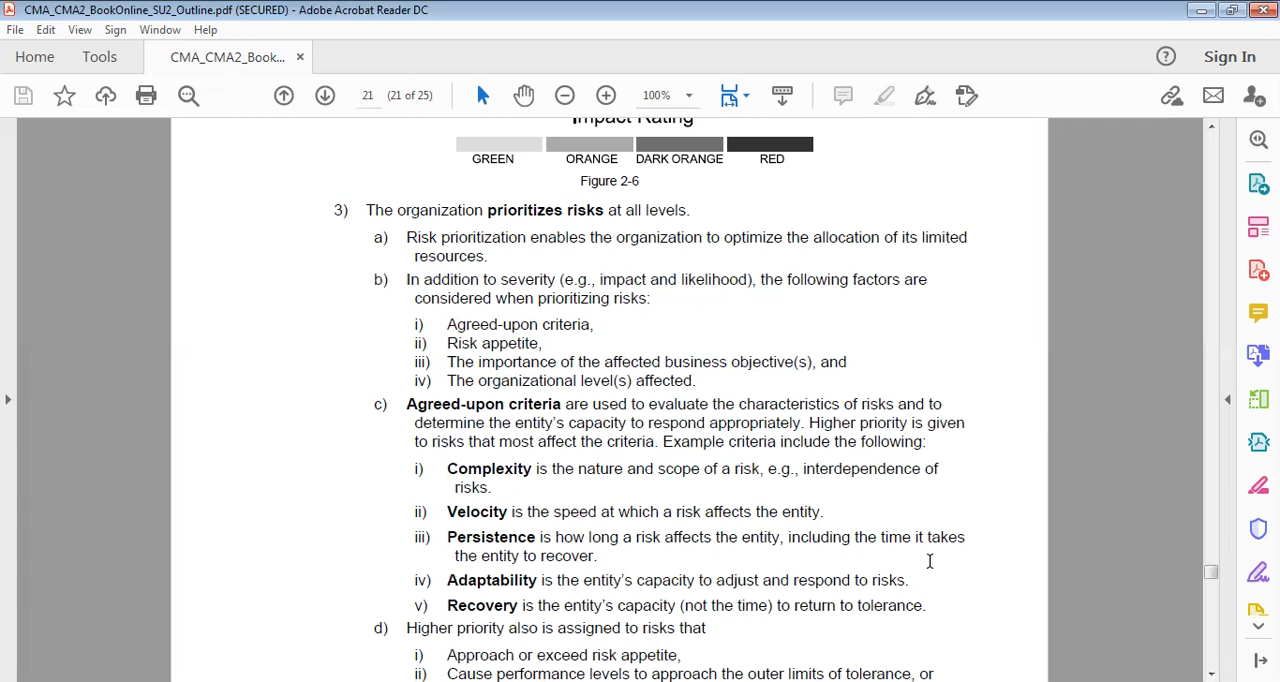 CMA_CMA2_BookOnline_SU2_Outline.pdf (SECURED) - Adobe Acrobat Reader DC
File Edit View Sign Window Help
Home Tools CMA_CMA2_Book... × Sign In
21 (21 of 25) 100%
Impact Rating
GREEN ORANGE DARK ORANGE RED
Figure 2-6
3) The organization prioritizes risks at all levels.
a) Risk prioritization enables the organization to optimize the allocation of its limited
resources.
b) In addition to severity (e.g., impact and likelihood), the following factors are
considered when prioritizing risks:
i) Agreed-upon criteria,
ii) Risk appetite,
iii) The importance of the affected business objective(s), and
iv) The organizational level(s) affected.
c) Agreed-upon criteria are used to evaluate the characteristics of risks and to
determine the entity's capacity to respond appropriately. Higher priority is given
to risks that most affect the criteria. Example criteria include the following:
i) Complexity is the nature and scope of a risk, e.g., interdependence of
risks.
ii) Velocity is the speed at which a risk affects the entity.
iii) Persistence is how long a risk affects the entity, including the time it takes
the entity to recover.
iv) Adaptability is the entity's capacity to adjust and respond to risks.
v) Recovery is the entity's capacity (not the time) to return to tolerance.
d) Higher priority also is assigned to risks that
i) Approach or exceed risk appetite,
ii) Cause performance levels to approach the outer limits of tolerance, or